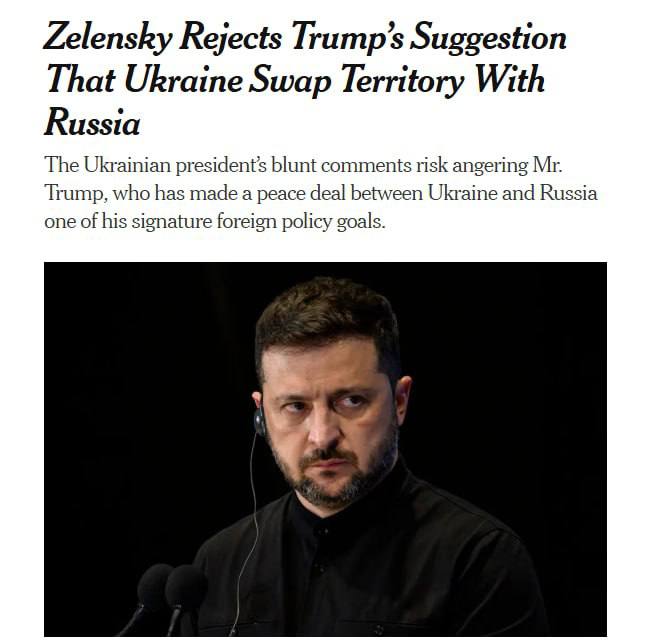 Zelensky Rejects Trump’s Suggestion
That Ukraine Swap Territory With
Russia
The Ukrainian president’s blunt comments risk angering Mr.
Trump, who has made a peace deal between Ukraine and Russia
one of his signature foreign policy goals.